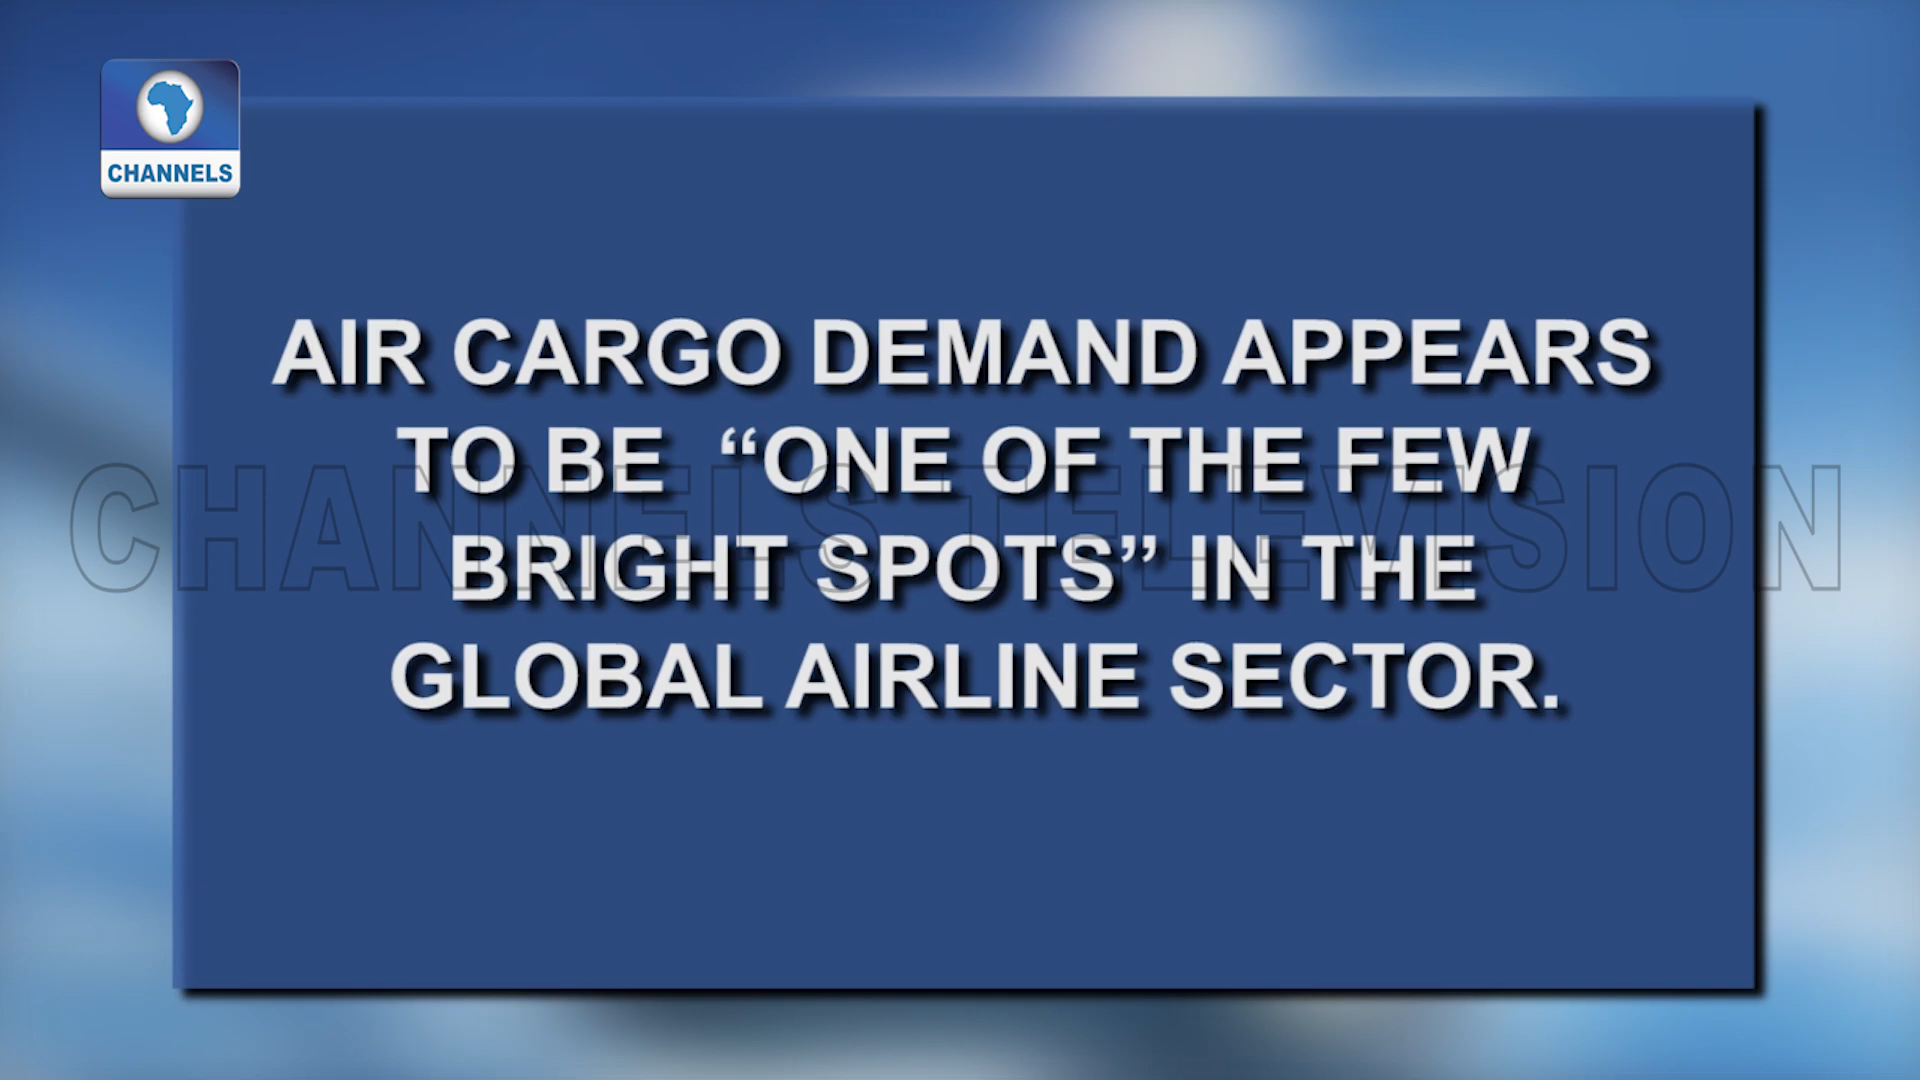 CHANNELS
AIR CARGO DEMAND APPEARS
TO BE “ONE OF THE FEW
BRIGHT SPOTS” IN THE
GLOBAL AIRLINE SECTOR.
CHANNELS TELEVISION